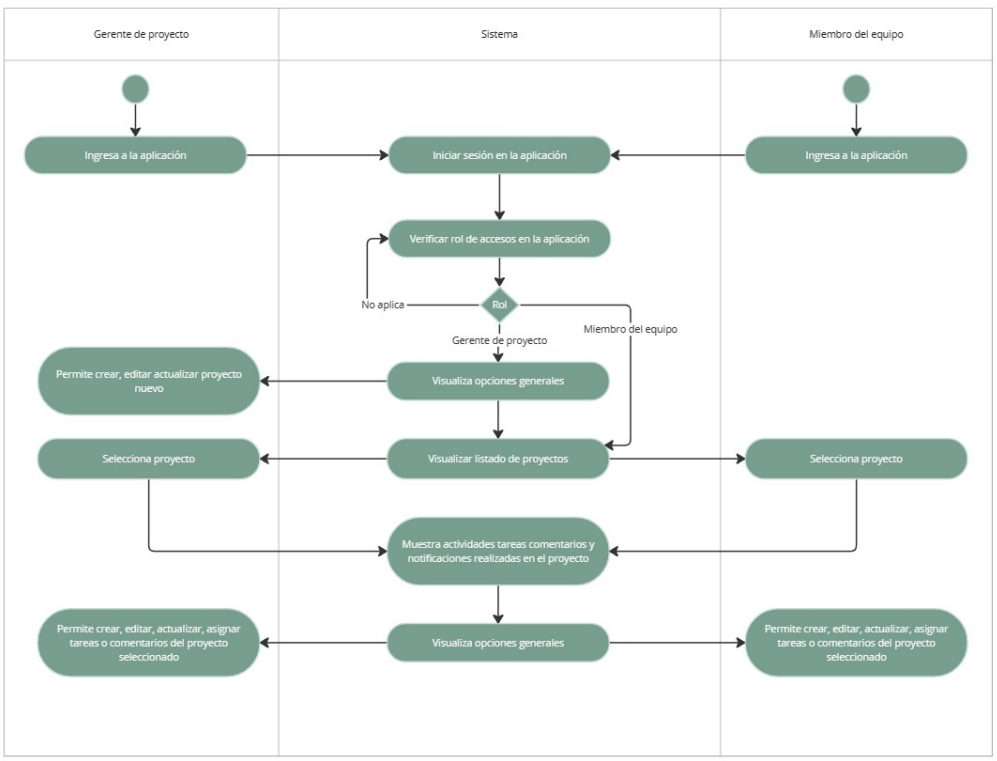 Gerente de proyecto
Sistema
Miembro del equipo
Ingresa a la aplicación
Iniciar sesión en la aplicación
Ingresa a la aplicación
Verificar rol de accesos en la aplicación
No aplica
Rol
Miembro del equipo
Gerente de proyecto
Permite crear, editar actualizar proyecto
nuevo
Visualiza opciones generales
Selecciona proyecto
Visualizar listado de proyectos
Selecciona proyecto
Muestra actividades tareas comentarios y
notificaciones realizadas en el proyecto
Permite crear, editar, actualizar, asignar
tareas o comentarios del proyecto
seleccionado
Visualiza opciones generales
Permite crear, editar, actualizar, asignar
tareas o comentarios del proyecto
seleccionado